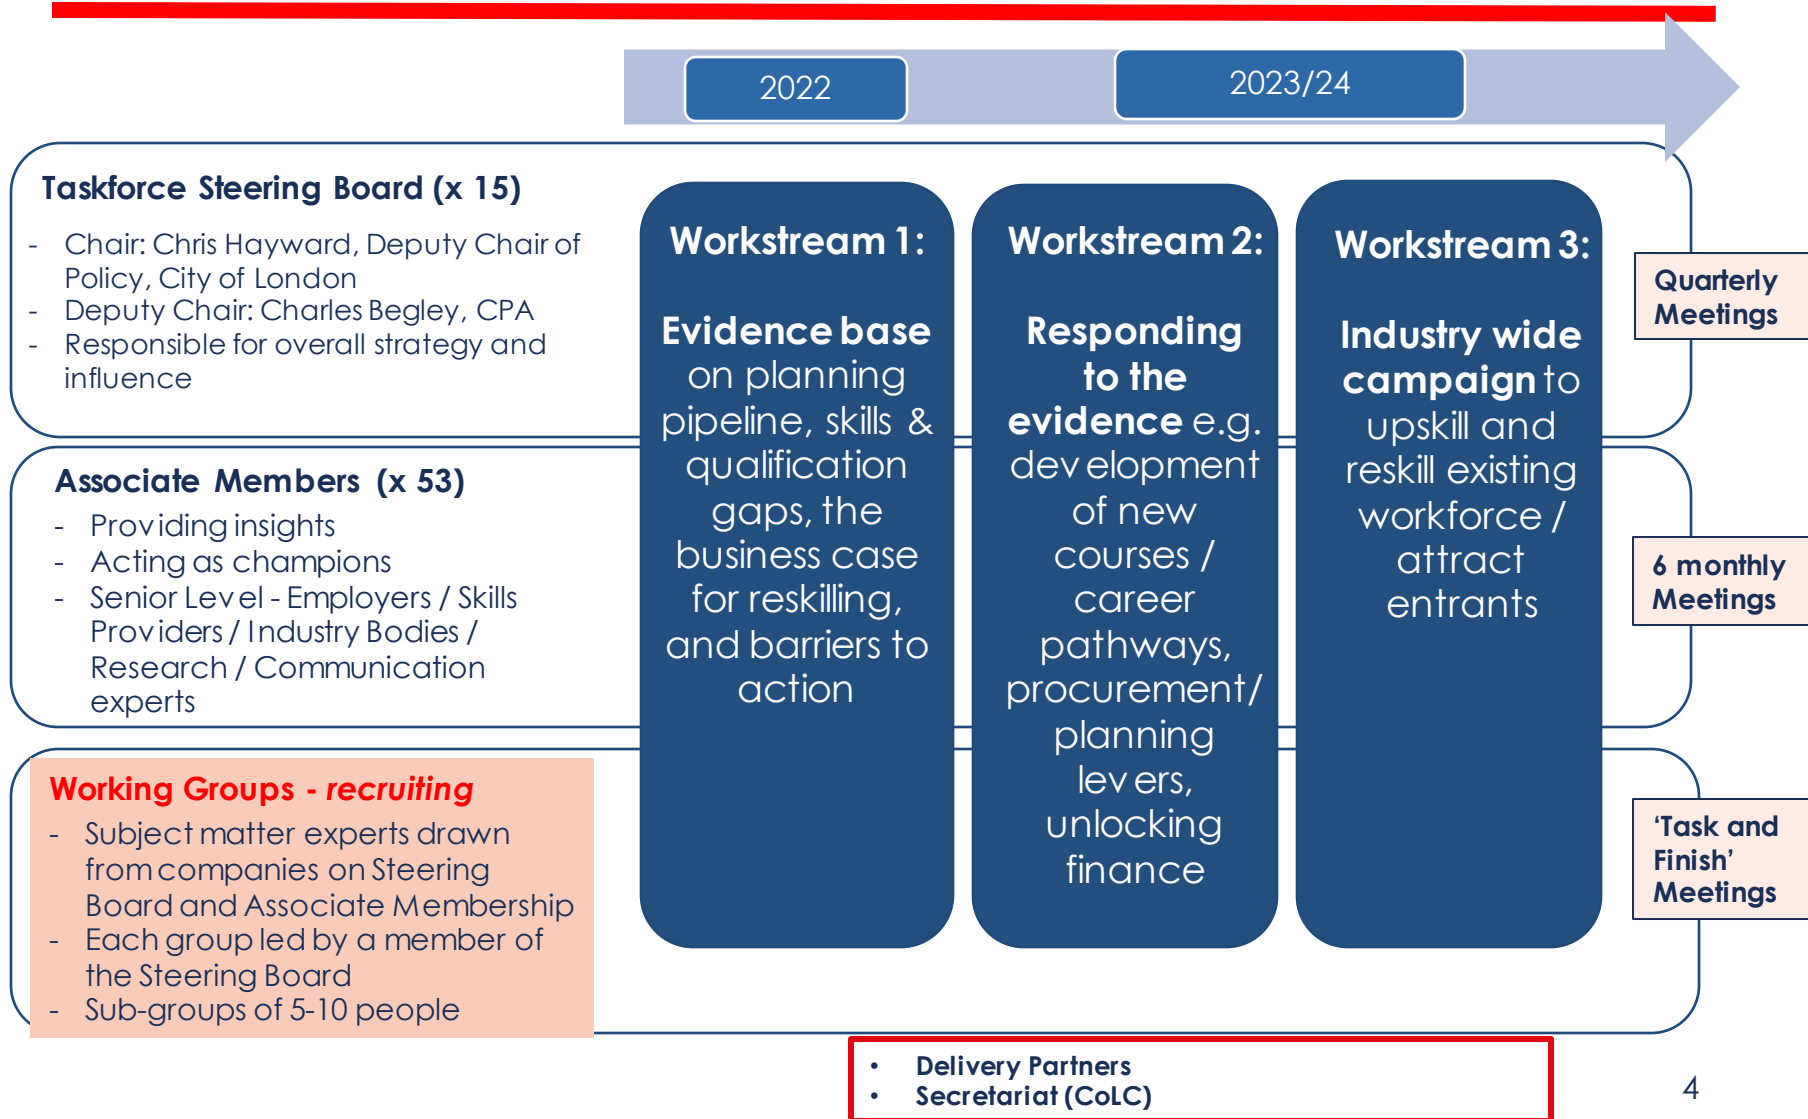 2022
2023/24
Taskforce Steering Board (x 15)
- Chair: Chris Hayward, Deputy Chair of
Policy, City of London
- Deputy Chair: Charles Begley, CPA
- Responsible for overall strategy and
influence
Associate Members (x 53)
- Providing insights
- Acting as champions
- Senior Level - Employers / Skills
Providers / Industry Bodies /
Research / Communication
experts
Working Groups - recruiting
- Subject matter experts drawn
from companies on Steering
Board and Associate Membership
- Each group led by a member of
the Steering Board
- Sub-groups of 5-10 people
Workstream 1:
Evidence base
on planning
pipeline, skills &
qualification
gaps, the
business case
for reskilling,
and barriers to
action
Workstream 2:
Responding
to the
evidence e.g.
development
of new
courses /
career
pathways,
procurement/
planning
levers,
unlocking
finance
Workstream 3:
Industry wide
campaign to
upskill and
reskill existing
workforce /
attract
entrants
Quarterly
Meetings
6 monthly
Meetings
‘Task and
Finish’
Meetings
• Delivery Partners
• Secretariat (CoLC)
4